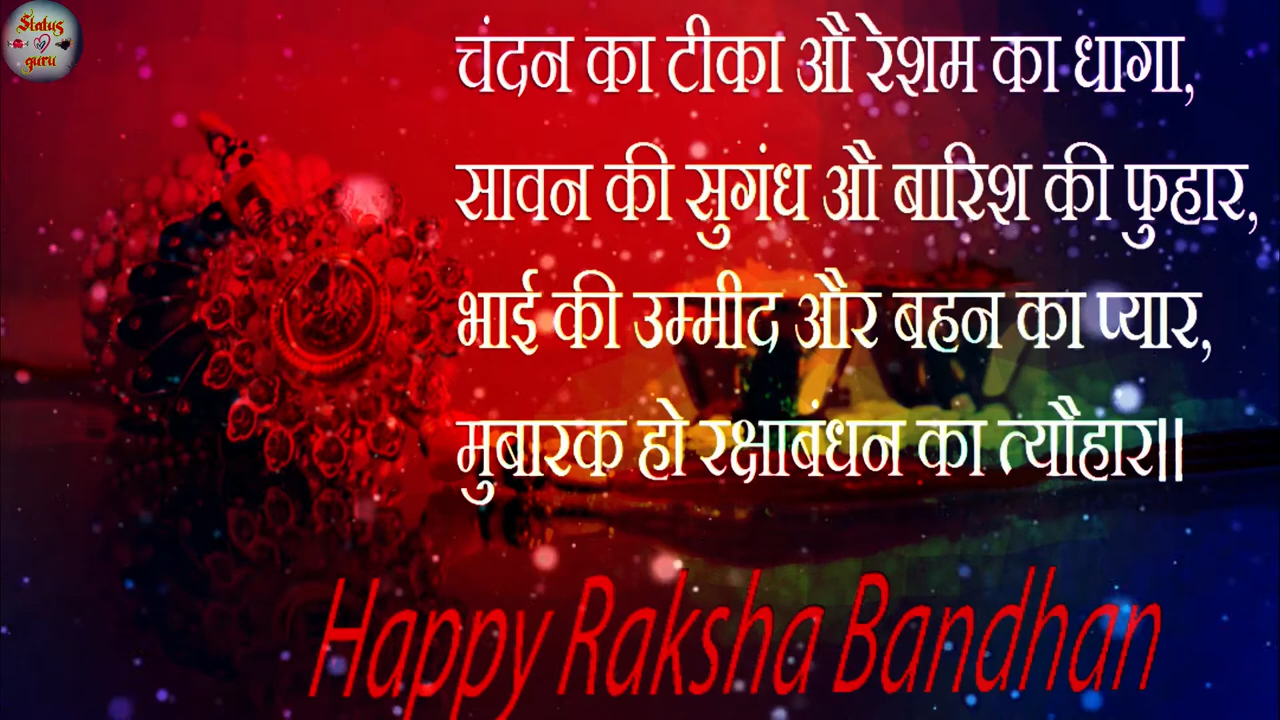 Status
guru
चंदन का टीका औ रेशम का धागा,
सावन की सुगंध औ बारिश की फुहार,
भाई की उम्मीद और बहन का प्यार,
मुबारक हो रक्षाबंधन का त्यौहार||
Happy Raksha Bandhan